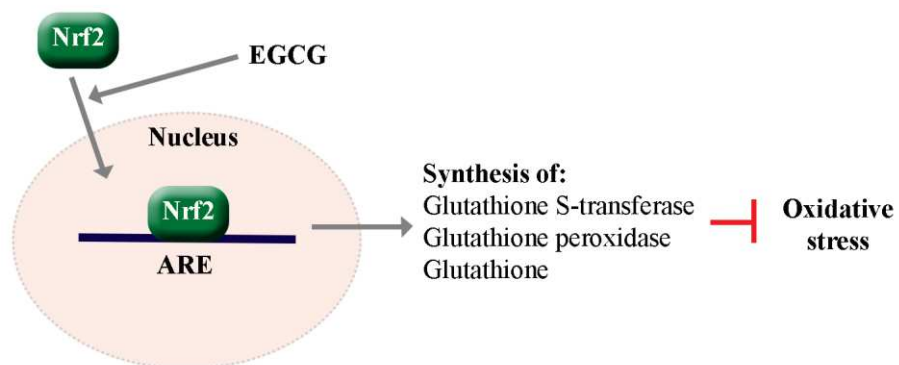 Nrf2
EGCG
Nucleus
Nrf2
ARE
Synthesis of:
Glutathione S-transferase
Glutathione peroxidase
Glutathione
Oxidative
stress